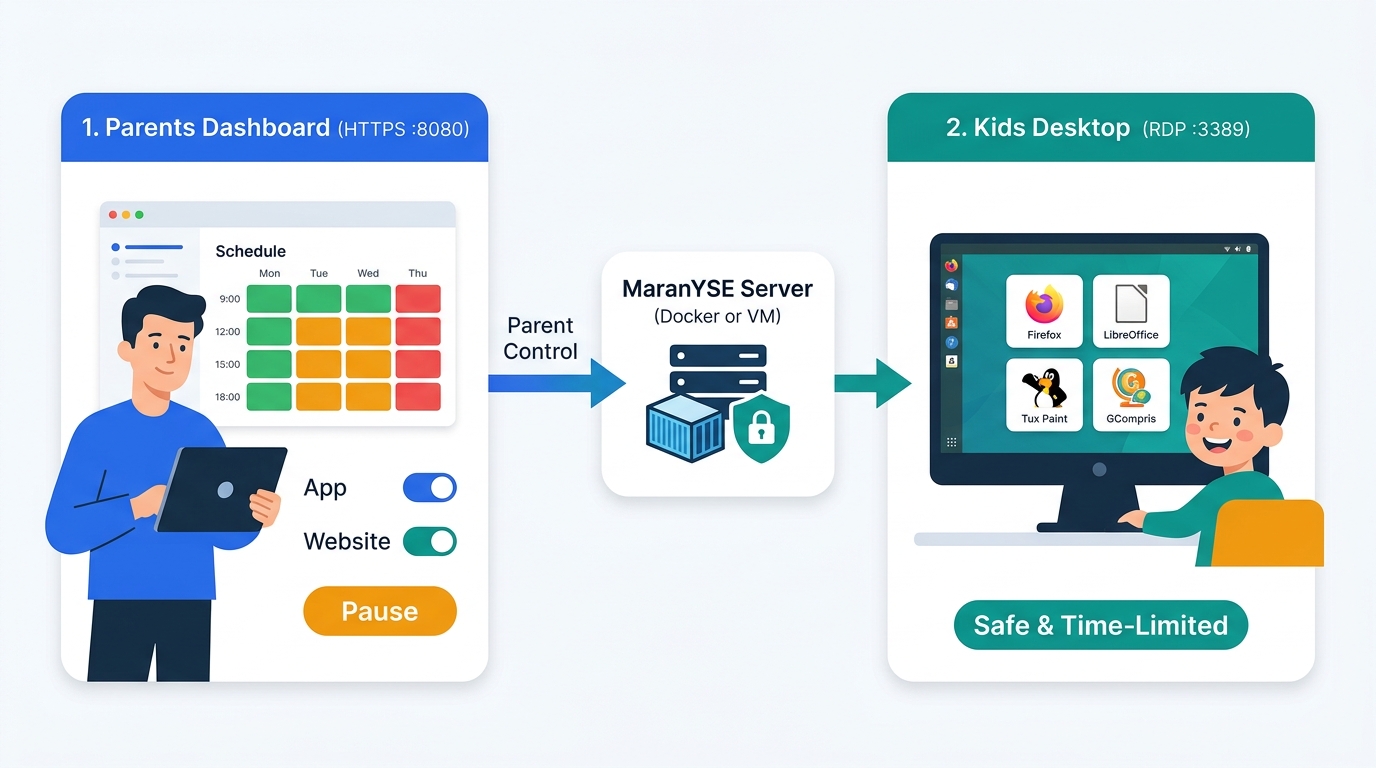 1. Parents Dashboard (HTTPS :8080)
Schedule
Mon Tue Wed Thu
9:00
12:00
15:00
18:00
App
Website
Pause
Parent
Control
MaranYSE Server
(Docker or VM)
2. Kids Desktop (RDP :3389)
Firefox
LibreOffice
Tux Paint
GCompris
Safe & Time-Limited